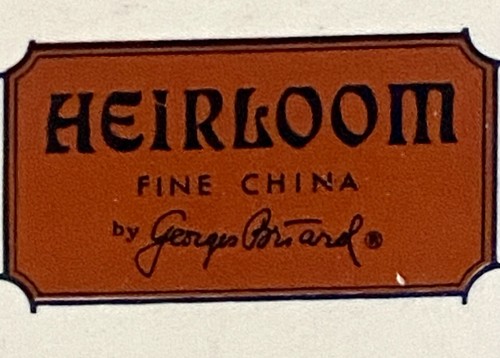 HEIRLOOM
FINE CHINA
by Georges Briard ®